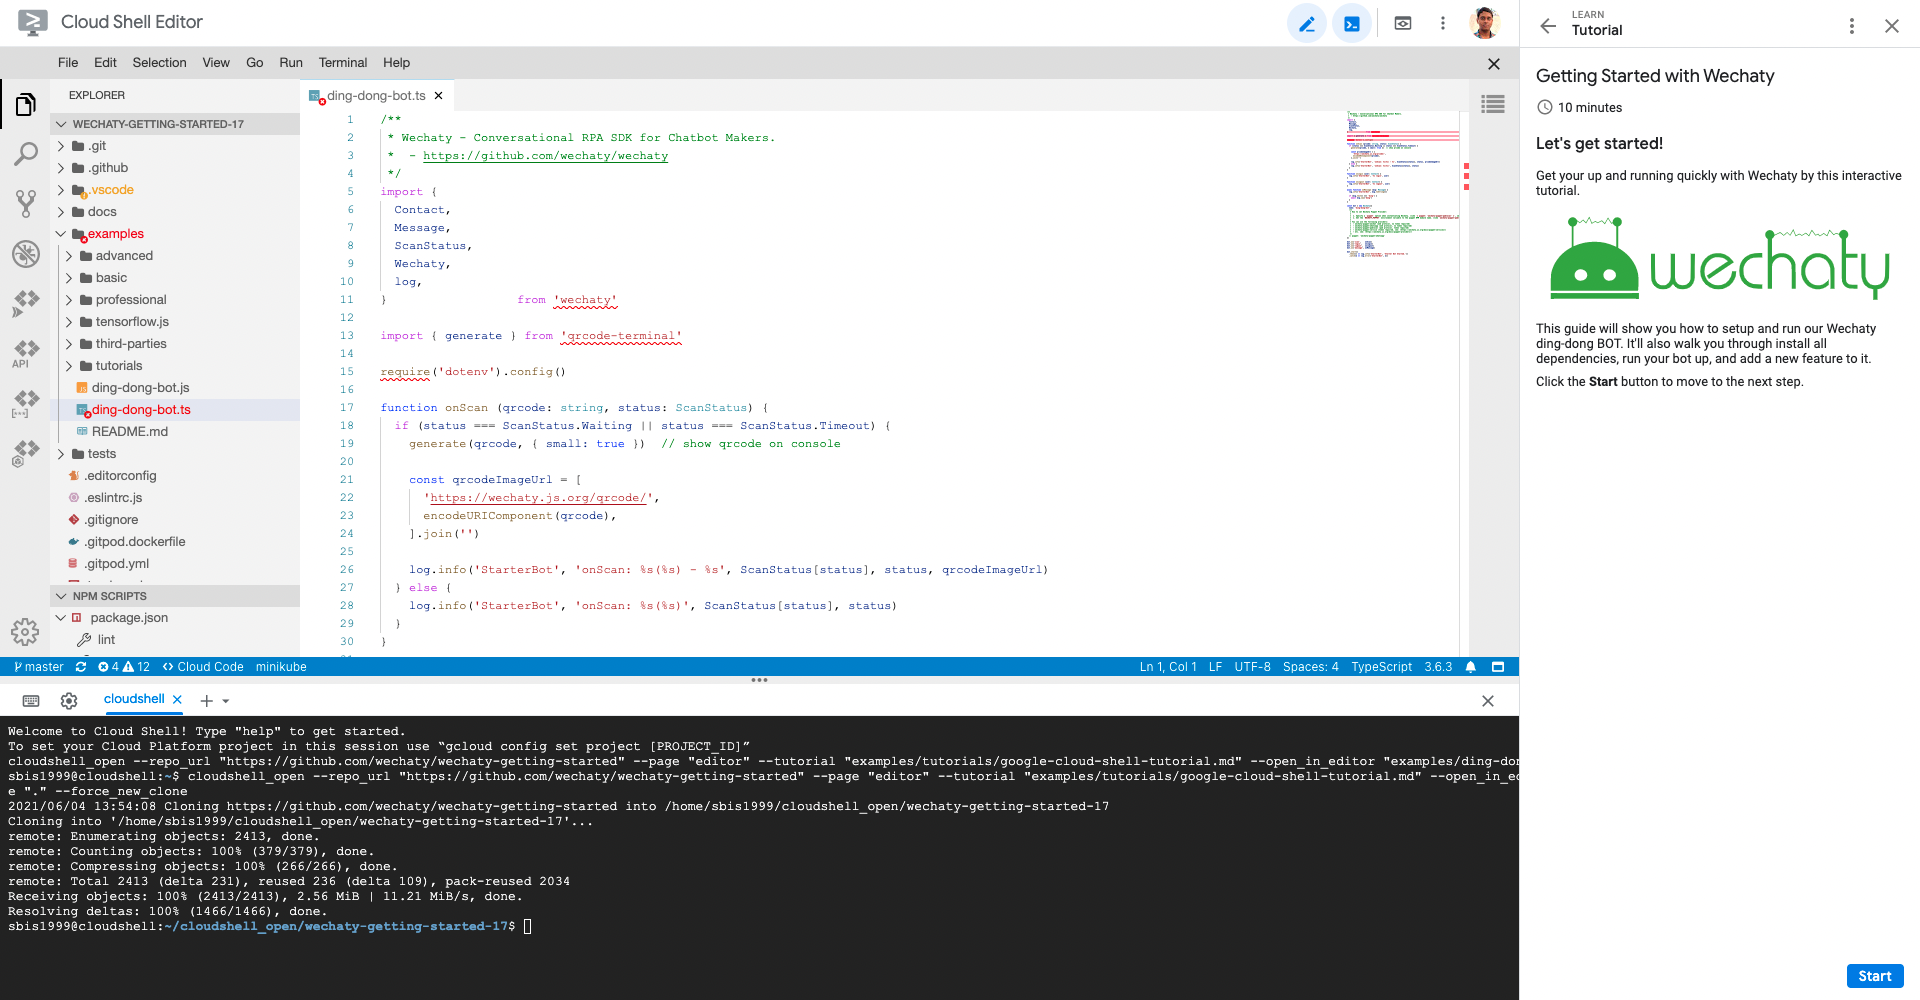 Cloud Shell Editor
File Edit Selection View Go Run Terminal Help
EXPLORER
WECHATY-GETTING-STARTED-17
.git
.github
.vscode
docs
examples
advanced
basic
professional
tensorflow.js
third-parties
tutorials
ding-dong-bot.js
ding-dong-bot.ts
README.md
tests
.editorconfig
.eslintrc.js
.gitignore
.gitpod.dockerfile
.gitpod.yml
NPM SCRIPTS
package.json
lint
API
ding-dong-bot.ts
1 /**
2 * Wechaty - Conversational RPA SDK for Chatbot Makers.
3 *  - https://github.com/wechaty/wechaty
4 */
5 import {
6 Contact,
7 Message,
8 ScanStatus,
9 Wechaty,
10 log,
11 } from 'wechaty'
12
13 import { generate } from 'qrcode-terminal'
14
15 require('dotenv').config()
16
17 function onScan (qrcode: string, status: ScanStatus) {
18 if (status === ScanStatus.Waiting || status === ScanStatus.Timeout) {
19 generate(qrcode, { small: true })  // show qrcode on console
20
21 const qrcodeImageUrl = [
22 'https://wechaty.js.org/qrcode/',
23 encodeURIComponent(qrcode),
24 ].join('')
25
26 log.info('StarterBot', 'onScan: %s(%s) - %s', ScanStatus[status], status, qrcodeImageUrl)
27 } else {
28 log.info('StarterBot', 'onScan: %s(%s)', ScanStatus[status], status)
29 }
30 }
master 4 12 Cloud Code minikube
Ln 1, Col 1 LF UTF-8 Spaces: 4 TypeScript 3.6.3
cloudshell
Welcome to Cloud Shell! Type "help" to get started.
To set your Cloud Platform project in this session use “gcloud config set project [PROJECT_ID]”
cloudshell_open --repo_url "https://github.com/wechaty/wechaty-getting-started" --page "editor" --tutorial "examples/tutorials/google-cloud-shell-tutorial.md" --open_in_editor "examples/ding-don
sbis1999@cloudshell:~$ cloudshell_open --repo_url "https://github.com/wechaty/wechaty-getting-started" --page "editor" --tutorial "examples/tutorials/google-cloud-shell-tutorial.md" --open_in_ed
e "." --force_new_clone
2021/06/04 13:54:08 Cloning https://github.com/wechaty/wechaty-getting-started into /home/sbis1999/cloudshell_open/wechaty-getting-started-17
Cloning into '/home/sbis1999/cloudshell_open/wechaty-getting-started-17'...
remote: Enumerating objects: 2413, done.
remote: Counting objects: 100% (379/379), done.
remote: Compressing objects: 100% (266/266), done.
remote: Total 2413 (delta 231), reused 236 (delta 109), pack-reused 2034
Receiving objects: 100% (2413/2413), 2.56 MiB | 11.21 MiB/s, done.
Resolving deltas: 100% (1466/1466), done.
sbis1999@cloudshell:~/cloudshell_open/wechaty-getting-started-17$
LEARN
Tutorial
Getting Started with Wechaty
10 minutes
Let's get started!
Get your up and running quickly with Wechaty by this interactive
tutorial.
wechaty
This guide will show you how to setup and run our Wechaty
ding-dong BOT. It'll also walk you through install all
dependencies, run your bot up, and add a new feature to it.
Click the Start button to move to the next step.
Start